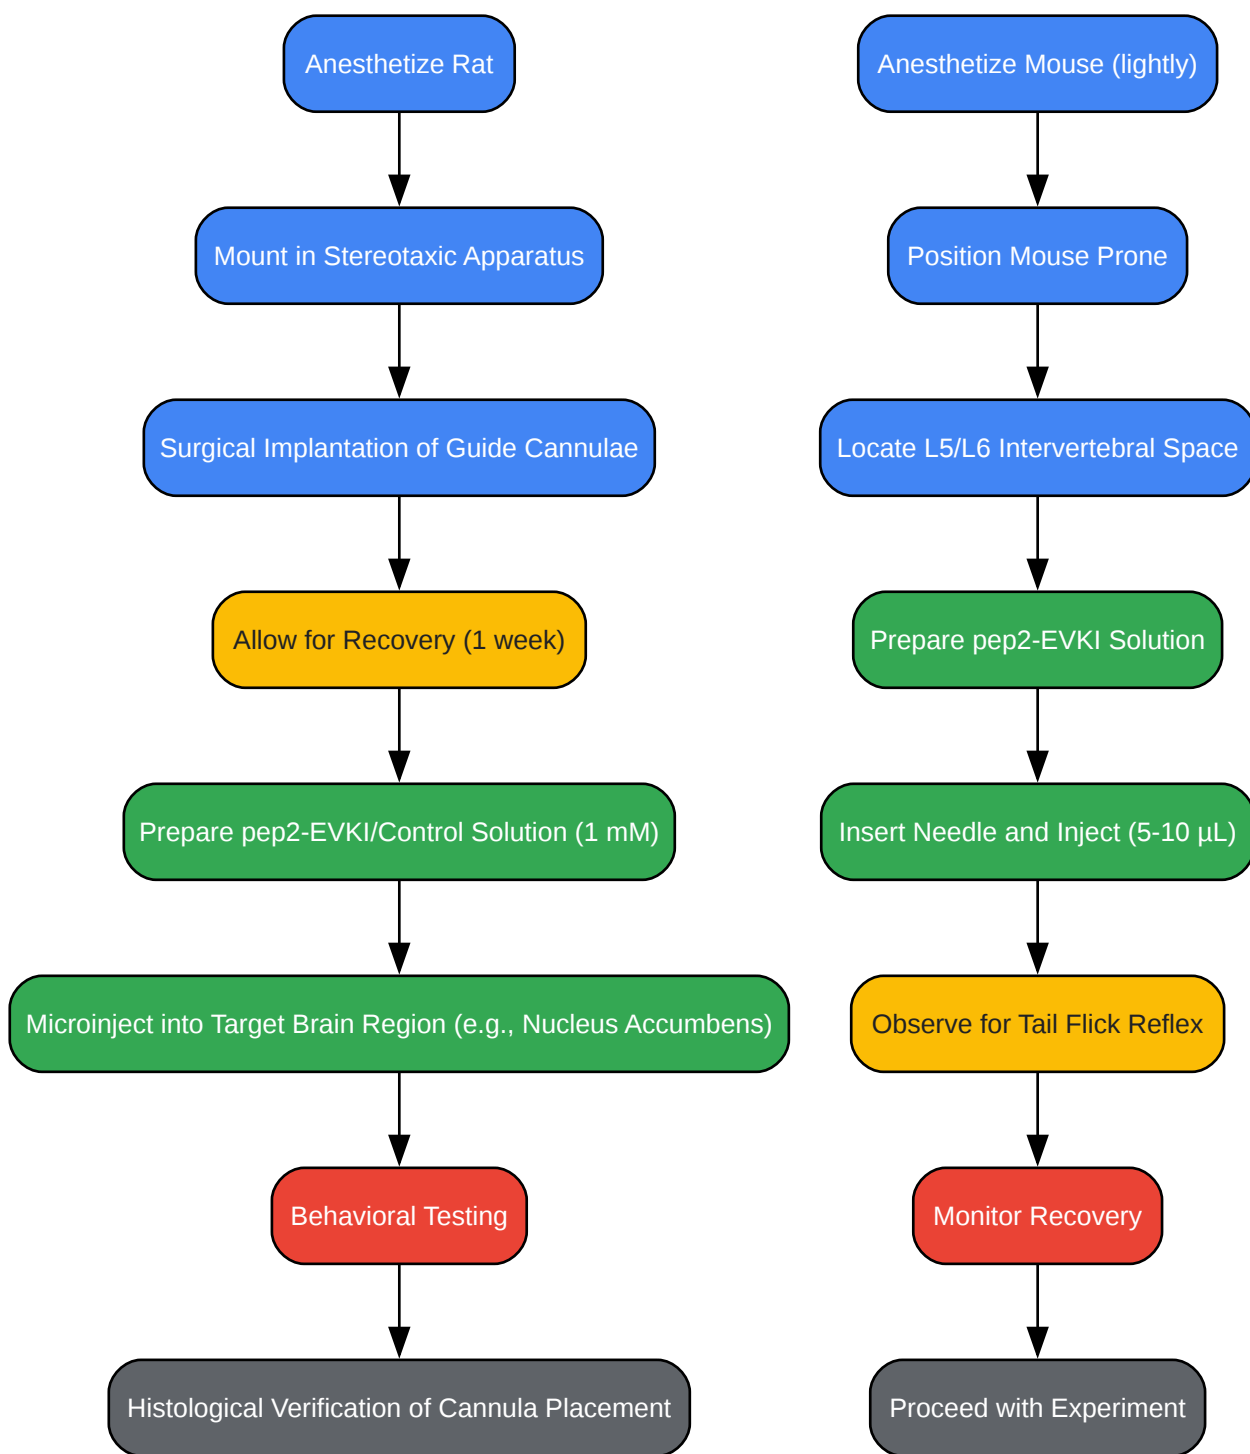 Anesthetize Rat
Mount in Stereotaxic Apparatus
Surgical Implantation of Guide Cannulae
Allow for Recovery (1 week)
Prepare pep2-EVKI/Control Solution (1 mM)
Microinject into Target Brain Region (e.g., Nucleus Accumbens)
Behavioral Testing
Histological Verification of Cannula Placement
Anesthetize Mouse (lightly)
Position Mouse Prone
Locate L5/L6 Intervertebral Space
Prepare pep2-EVKI Solution
Insert Needle and Inject (5-10 µL)
Observe for Tail Flick Reflex
Monitor Recovery
Proceed with Experiment